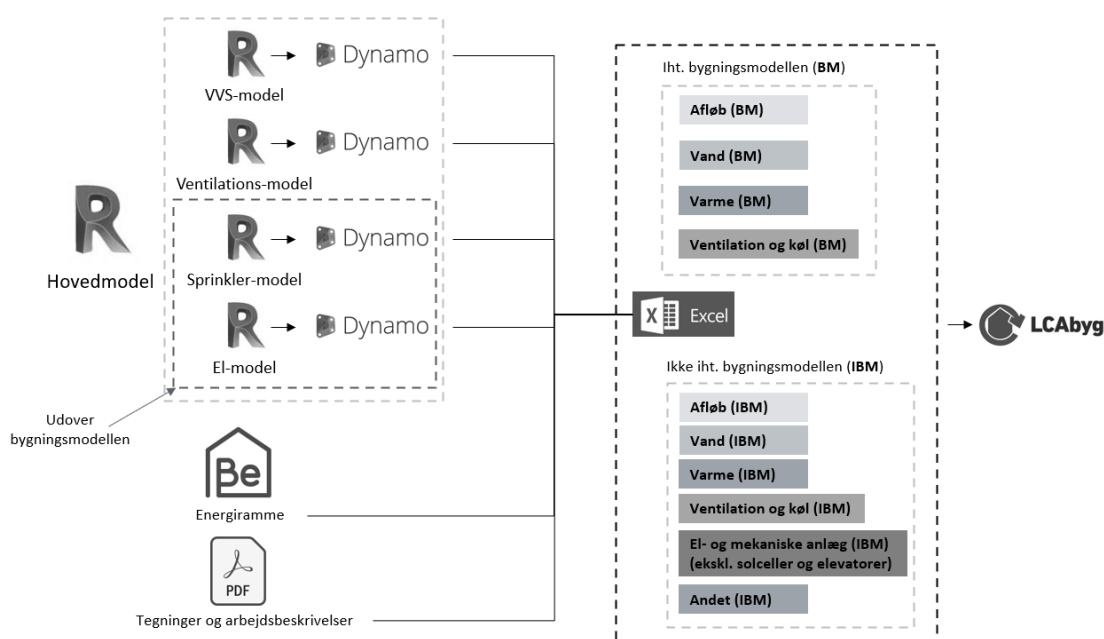 Dynamo
VVS-model
Dynamo
Ventilations-model
Hovedmodel
Dynamo
Sprinkler-model
Dynamo
El-model
Udover
bygningsmodellen
Be
Energiramme
PDF
Tegninger og arbejdsbeskrivelser
Iht. bygningsmodellen (BM)
Afløb (BM)
Vand (BM)
Varme (BM)
Ventilation og køl (BM)
X Excel
Ikke iht. bygningsmodellen (IBM)
Afløb (IBM)
Vand (IBM)
Varme (IBM)
Ventilation og køl (IBM)
El- og mekaniske anlæg (IBM)
(ekskl. solceller og elevatorer)
Andet (IBM)
LCAbyg